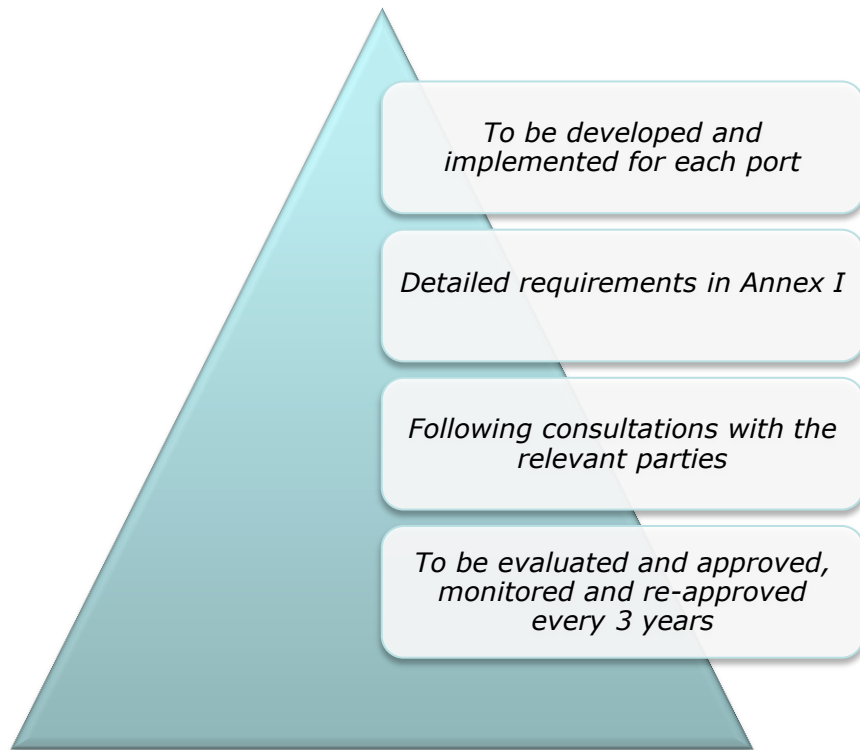 To be developed and
implemented for each port
Detailed requirements in Annex I
Following consultations with the
relevant parties
To be evaluated and approved,
monitored and re-approved
every 3 years